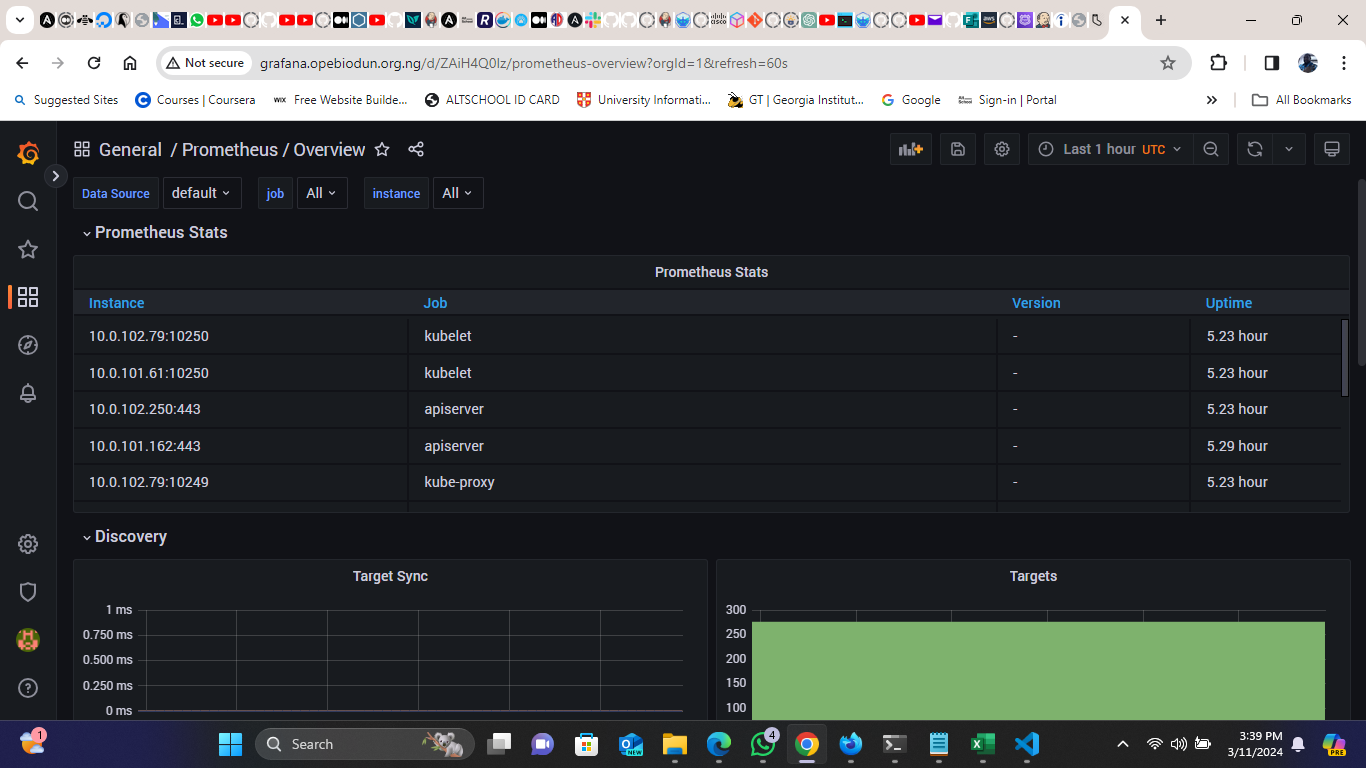 Not secure
grafana.opebiodun.org.ng/d/ZAiH4Q0Iz/prometheus-overview?orgId=1&refresh=60s
Suggested Sites
Courses | Coursera
WIX Free Website Builde...
ALTSCHOOL ID CARD
University Informati...
GT | Georgia Institut...
Google
Sign-in | Portal
All Bookmarks
General / Prometheus / Overview
Last 1 hour UTC
Data Source default
job All
instance All
Prometheus Stats
Prometheus Stats
Instance Job Version Uptime
10.0.102.79:10250 kubelet - 5.23 hour
10.0.101.61:10250 kubelet - 5.23 hour
10.0.102.250:443 apiserver - 5.23 hour
10.0.101.162:443 apiserver - 5.29 hour
10.0.102.79:10249 kube-proxy - 5.23 hour
Discovery
Target Sync
1 ms
0.750 ms
0.500 ms
0.250 ms
0 ms
Targets
300
250
200
150
100
1
Search
NEW
4
3:39 PM
3/11/2024
PRE